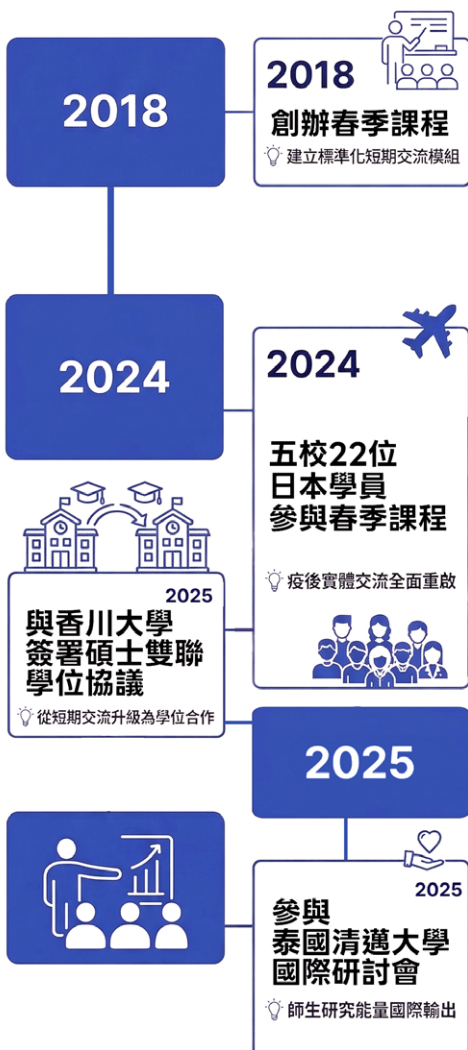 2018
2018
創辦春季課程
建立標準化短期交流模組
2024
2024
五校22位
日本學員
參與春季課程
疫後實體交流全面重啟
2025
與香川大學
簽署碩士雙聯
學位協議
從短期交流升級為學位合作
2025
2025
參與
泰國清邁大學
國際研討會
師生研究能量國際輸出